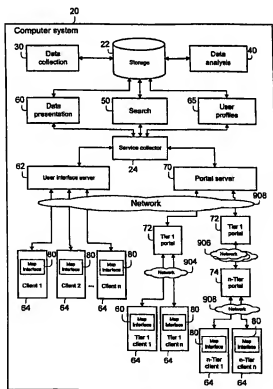 20
Computer system
30
22
40
Data collection
Storage
Data analysis
60
50
65
Data presentation
Search
User profiles
Service collector
24
62
70
User interface server
Portal server
908
Network
72
72
Tier 1 portal
Tier 1 portal
904
906
Network
Network
74
n-Tier portal
80
80
80
Map Interface
Map Interface
Map Interface
Client 1
Client 2
...
Client n
64
64
64
60
80
Map Interface
Map Interface
Tier 1 client 1
Tier 1 client n
64
64
908
Network
80
80
Map Interface
Map Interface
n-Tier client 1
n-Tier client n
64
64